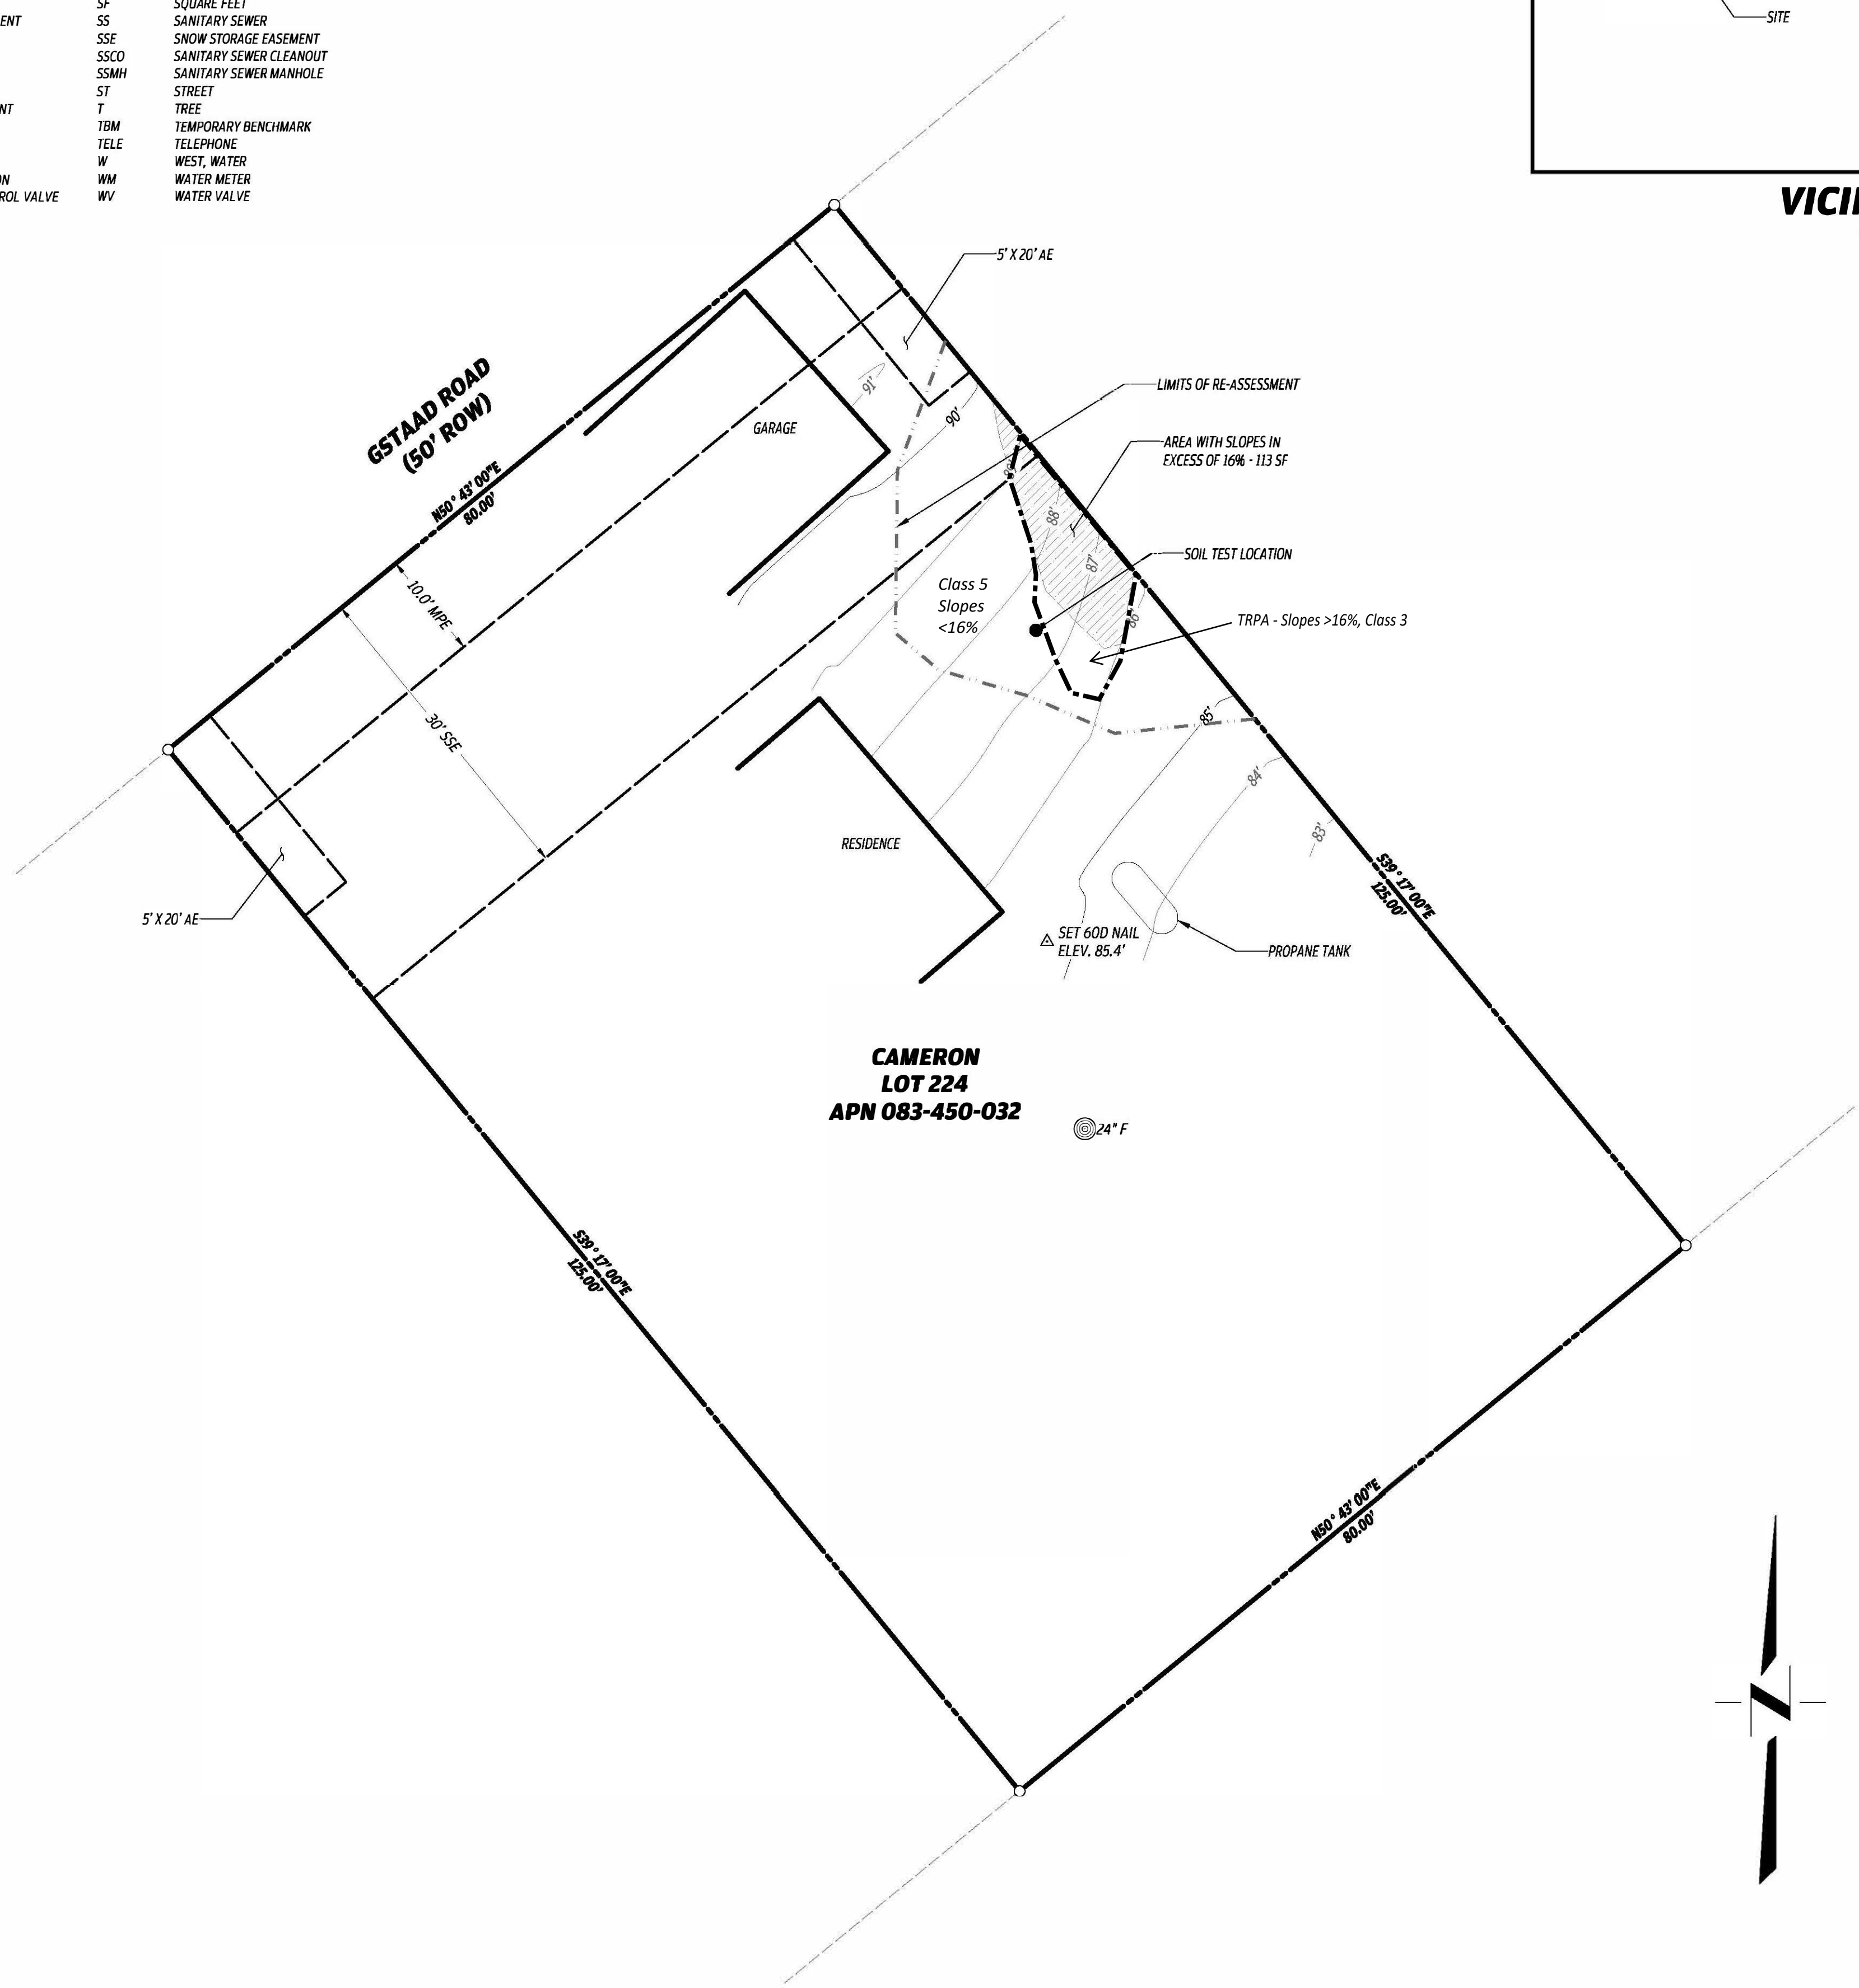 SF SQUARE FEET
ENT SS SANITARY SEWER
SSE SNOW STORAGE EASEMENT
SSCO SANITARY SEWER CLEANOUT
SSMH SANITARY SEWER MANHOLE
ST STREET
NT T TREE
TBM TEMPORARY BENCHMARK
TELE TELEPHONE
W WEST, WATER
ON WM WATER METER
ROL VALVE WV WATER VALVE
SITE
VICI
5' X 20' AE
GSTAAD ROAD
(50' ROW)
N50° 43' 00"E
80.00'
LIMITS OF RE-ASSESSMENT
91'
90'
GARAGE
AREA WITH SLOPES IN
EXCESS OF 16% - 113 SF
88'
87'
86'
SOIL TEST LOCATION
Class 5
Slopes
<16%
TRPA - Slopes >16%, Class 3
10.0' MPE
30' SSE
85'
84'
83'
RESIDENCE
S39° 17' 00"E
125.00'
5' X 20' AE
SET 60D NAIL
ELEV. 85.4'
PROPANE TANK
CAMERON
LOT 224
APN 083-450-032
24" F
S39° 17' 00"E
125.00'
N50° 43' 00"E
80.00'
N